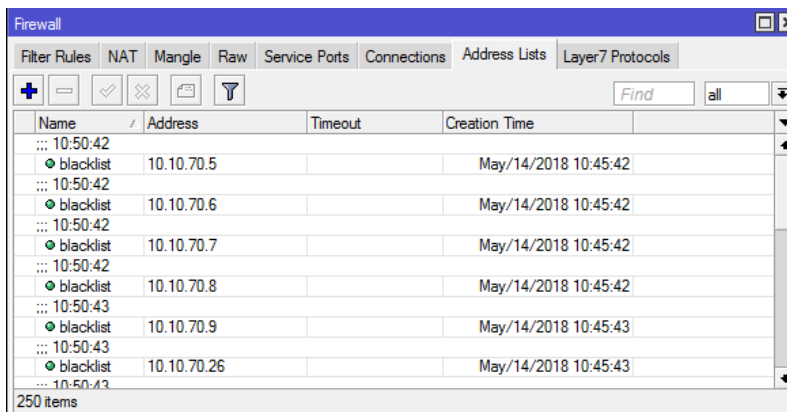 Firewall
Filter Rules NAT Mangle Raw Service Ports Connections Address Lists Layer7 Protocols
Find all
Name Address Timeout Creation Time
;;; 10:50:42
blacklist 10.10.70.5 May/14/2018 10:45:42
;;; 10:50:42
blacklist 10.10.70.6 May/14/2018 10:45:42
;;; 10:50:42
blacklist 10.10.70.7 May/14/2018 10:45:42
;;; 10:50:42
blacklist 10.10.70.8 May/14/2018 10:45:42
;;; 10:50:43
blacklist 10.10.70.9 May/14/2018 10:45:43
;;; 10:50:43
blacklist 10.10.70.26 May/14/2018 10:45:43
;;; 10:50:43
250 items